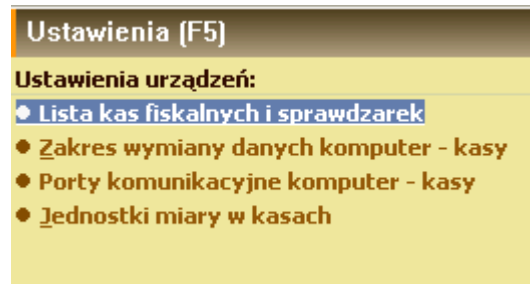 Ustawienia (F5)
Ustawienia urządzeń:
Lista kas fiskalnych i sprawdzarek
Zakres wymiany danych komputer - kasy
Porty komunikacyjne komputer - kasy
Jednostki miary w kasach